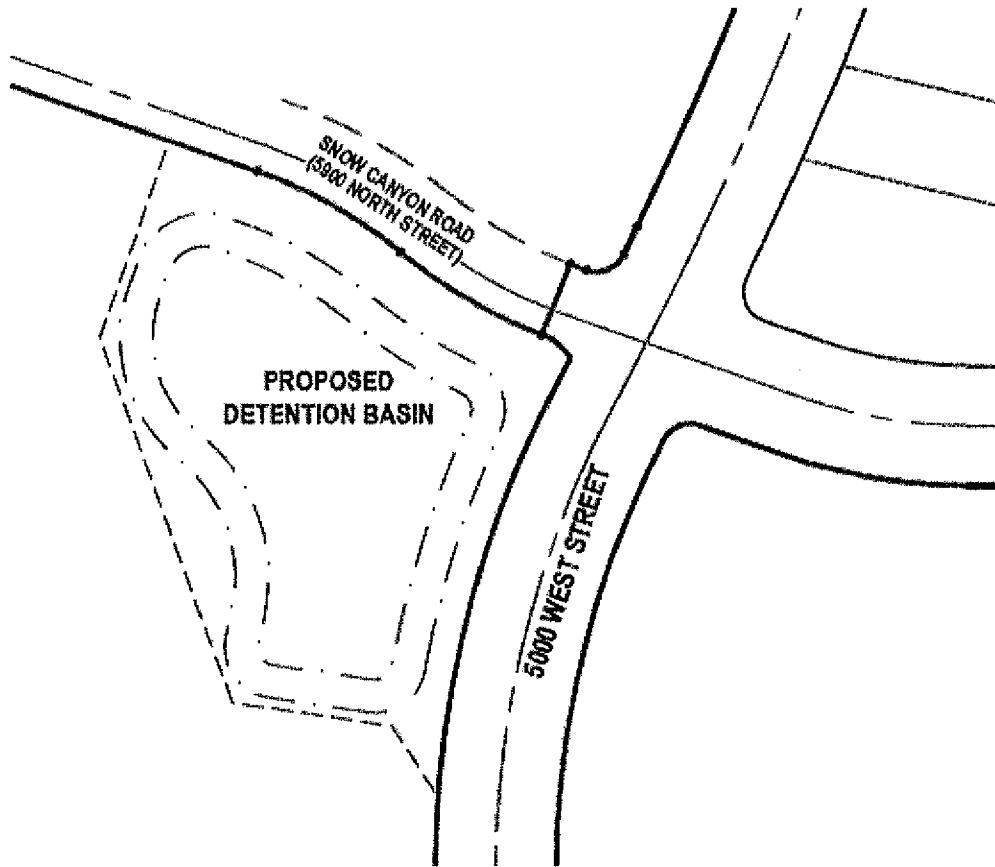 SNOW CANYON ROAD
(5900 NORTH STREET)
PROPOSED
DETENTION BASIN
5000 WEST STREET